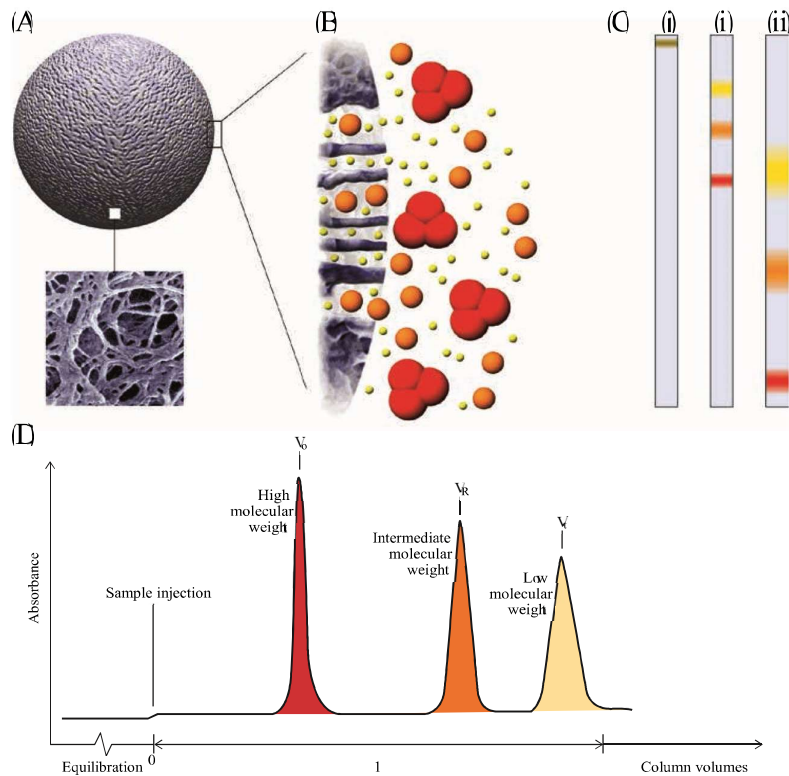 (A)
(B)
(C)
(i)
(i)
(ii)
(D)
Vo
High
molecular
weight
VR
Intermediate
molecular
weight
Vt
Low
molecular
weight
Sample injection
Absorbance
0
Equilibration
1
Column volumes